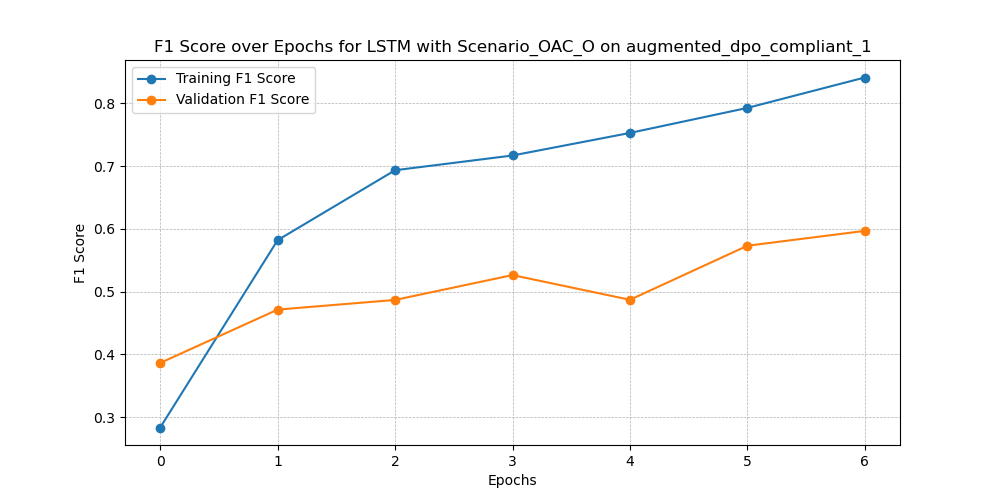 F1 Score over Epochs for LSTM with Scenario_OAC_O on augmented_dpo_compliant_1
Training F1 Score
Validation F1 Score
F1 Score
0.8
0.7
0.6
0.5
0.4
0.3
0 1 2 3 4 5 6
Epochs